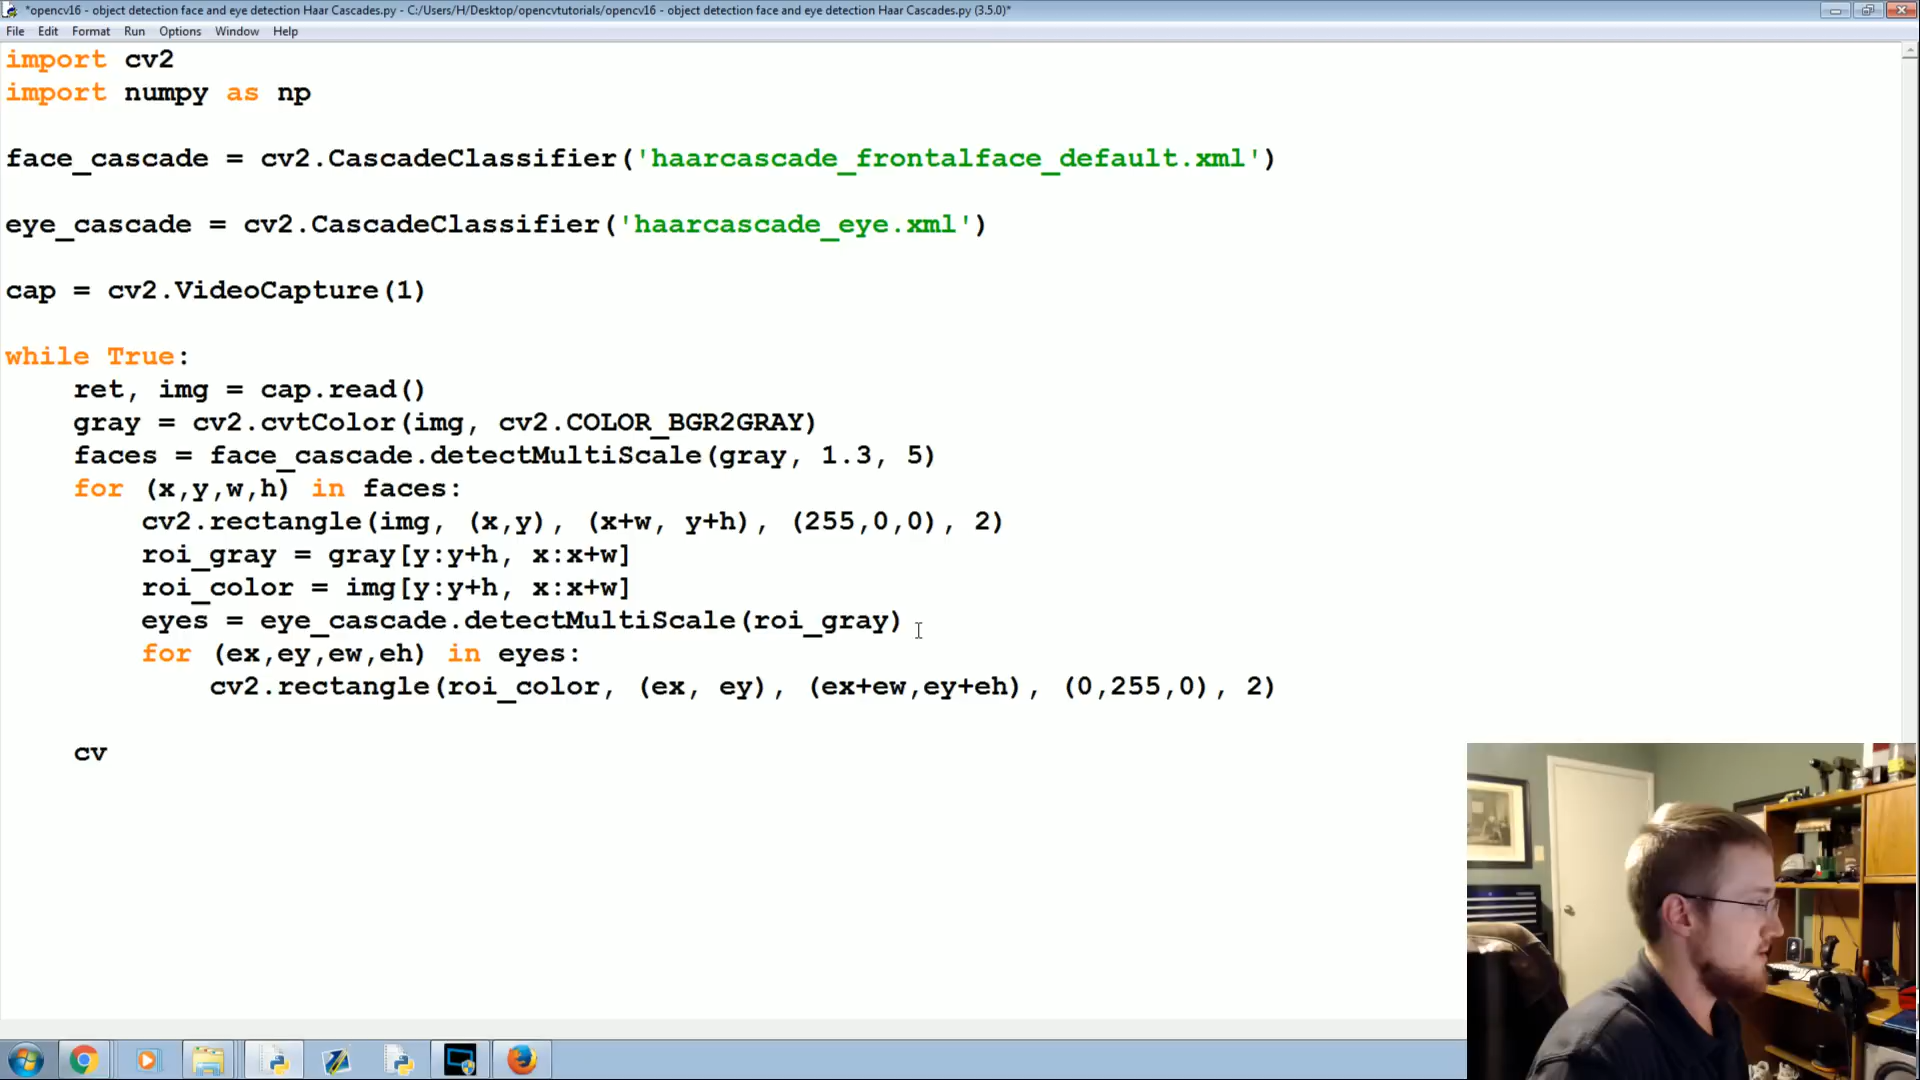 *opencv16 - object detection face and eye detection Haar Cascades.py - C:/Users/H/Desktop/opencvtutorials/opencv16 - object detection face and eye detection Haar Cascades.py (3.5.0)*
File Edit Format Run Options Window Help
import cv2
import numpy as np
face_cascade = cv2.CascadeClassifier('haarcascade_frontalface_default.xml')
eye_cascade = cv2.CascadeClassifier('haarcascade_eye.xml')
cap = cv2.VideoCapture(1)
while True:
ret, img = cap.read()
gray = cv2.cvtColor(img, cv2.COLOR_BGR2GRAY)
faces = face_cascade.detectMultiScale(gray, 1.3, 5)
for (x,y,w,h) in faces:
cv2.rectangle(img, (x,y), (x+w, y+h), (255,0,0), 2)
roi_gray = gray[y:y+h, x:x+w]
roi_color = img[y:y+h, x:x+w]
eyes = eye_cascade.detectMultiScale(roi_gray)
for (ex,ey,ew,eh) in eyes:
cv2.rectangle(roi_color, (ex, ey), (ex+ew,ey+eh), (0,255,0), 2)
cv